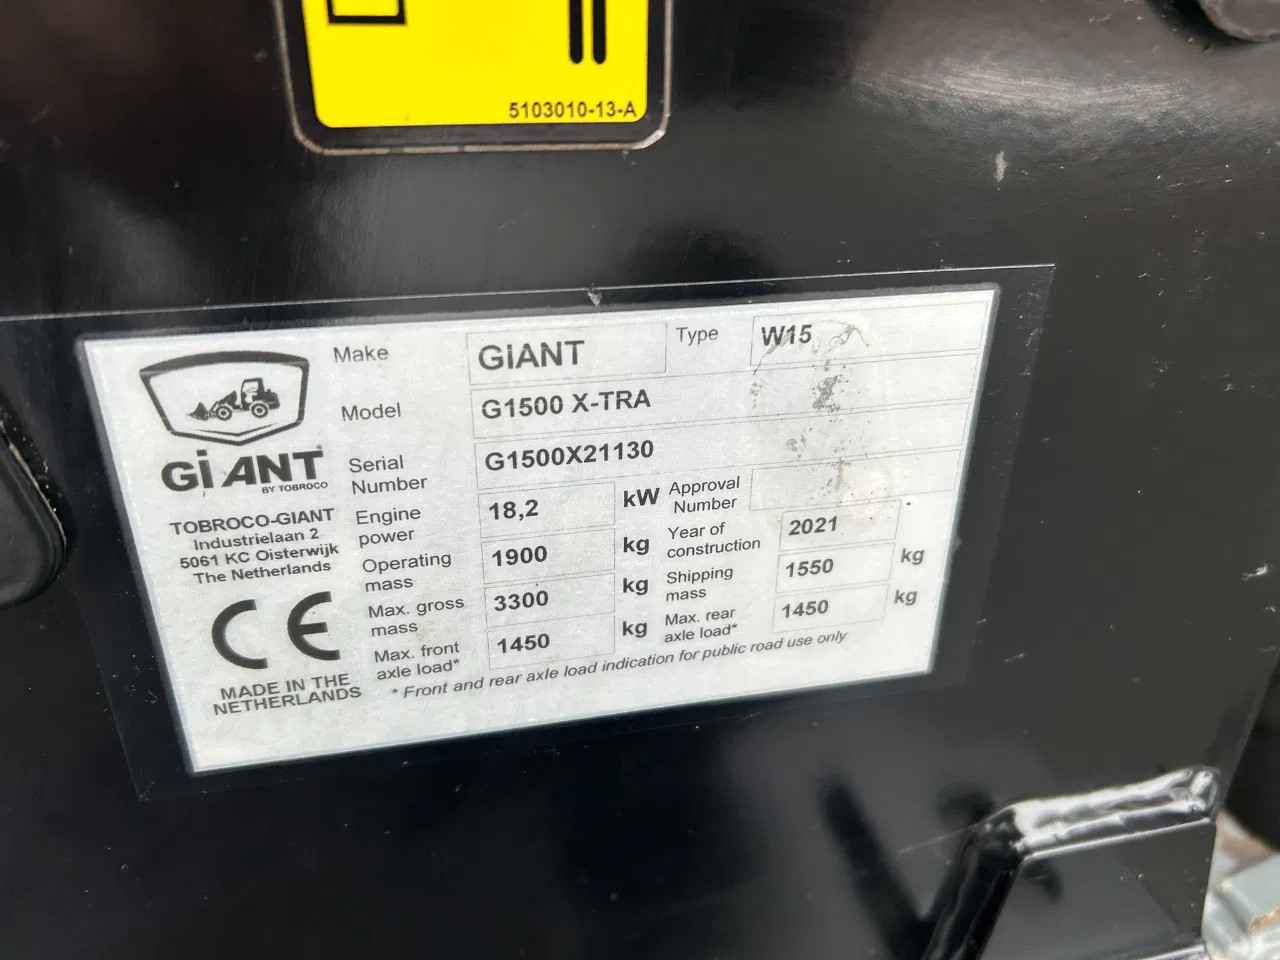 5103010-13-A
Make GiANT Type W15
Model G1500 X-TRA
Serial Number G1500X21130
Engine power 18,2 kW Approval Number
Operating mass 1900 kg Year of construction 2021
Max. gross mass 3300 kg Shipping mass 1550 kg
Max. front axle load* 1450 kg Max. rear axle load* 1450 kg
* Front and rear axle load indication for public road use only
GiANT
BY TOBROCO
TOBROCO-GIANT
Industrielaan 2
5061 KC Oisterwijk
The Netherlands
CE
MADE IN THE
NETHERLANDS